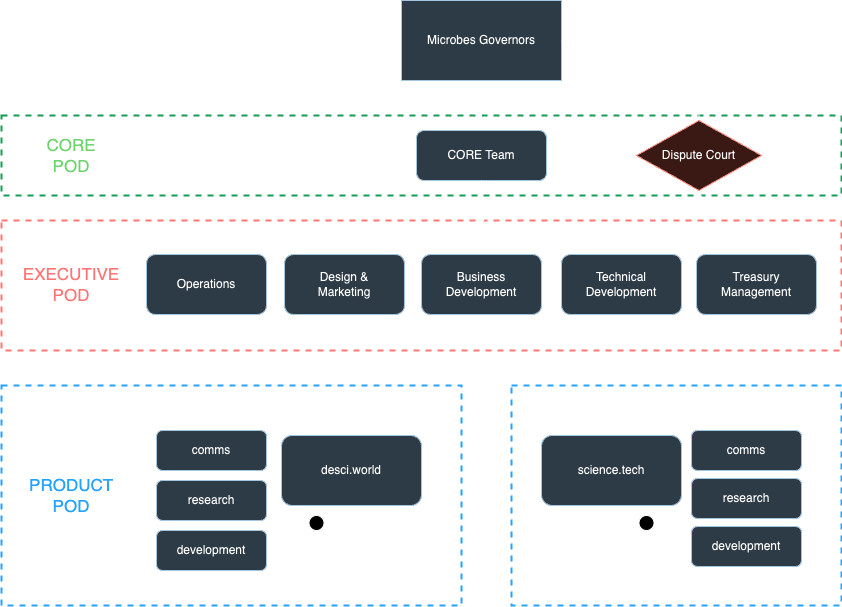 Microbes Governors
CORE
POD
CORE Team
Dispute Court
EXECUTIVE
POD
Operations
Design &
Marketing
Business
Development
Technical
Development
Treasury
Management
PRODUCT
POD
comms
research
development
desci.world
science.tech
comms
research
development